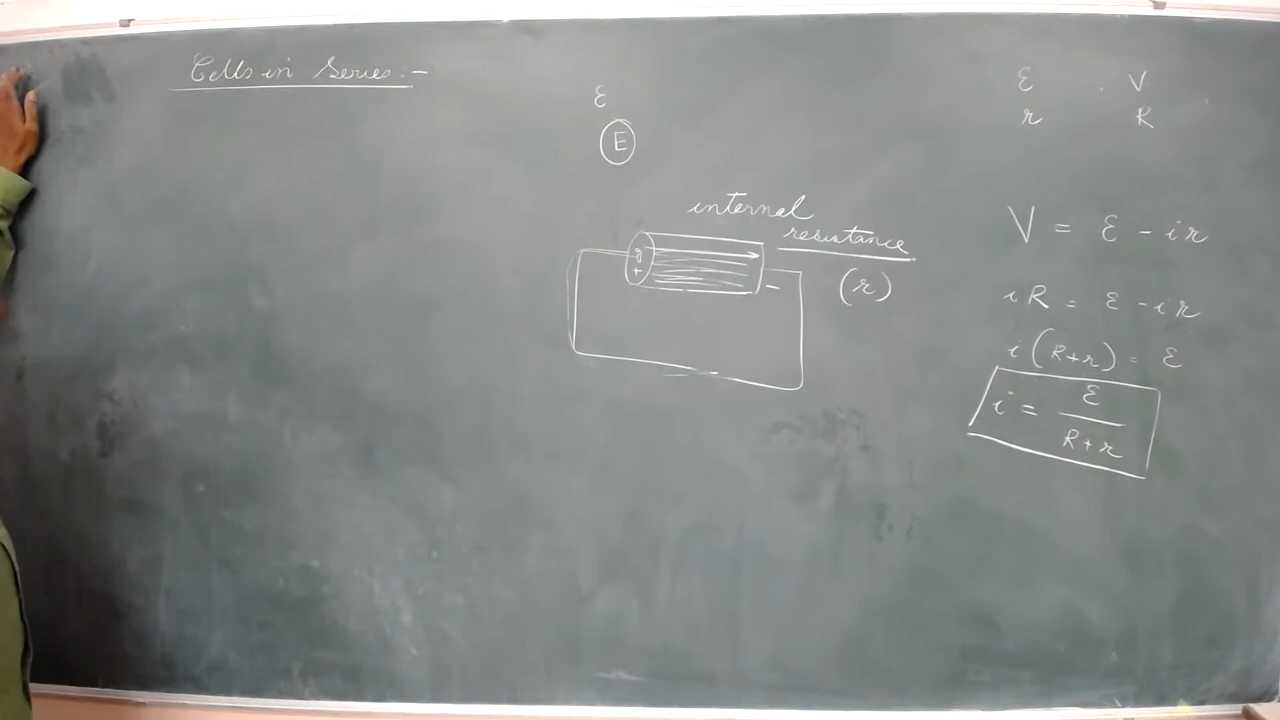 Cells in Series :-
ε
E
internal
resistance
(r)
+
-
ε V
r R
V = ε - ir
iR = ε - ir
i(R+r) = ε
i = ε / R+r